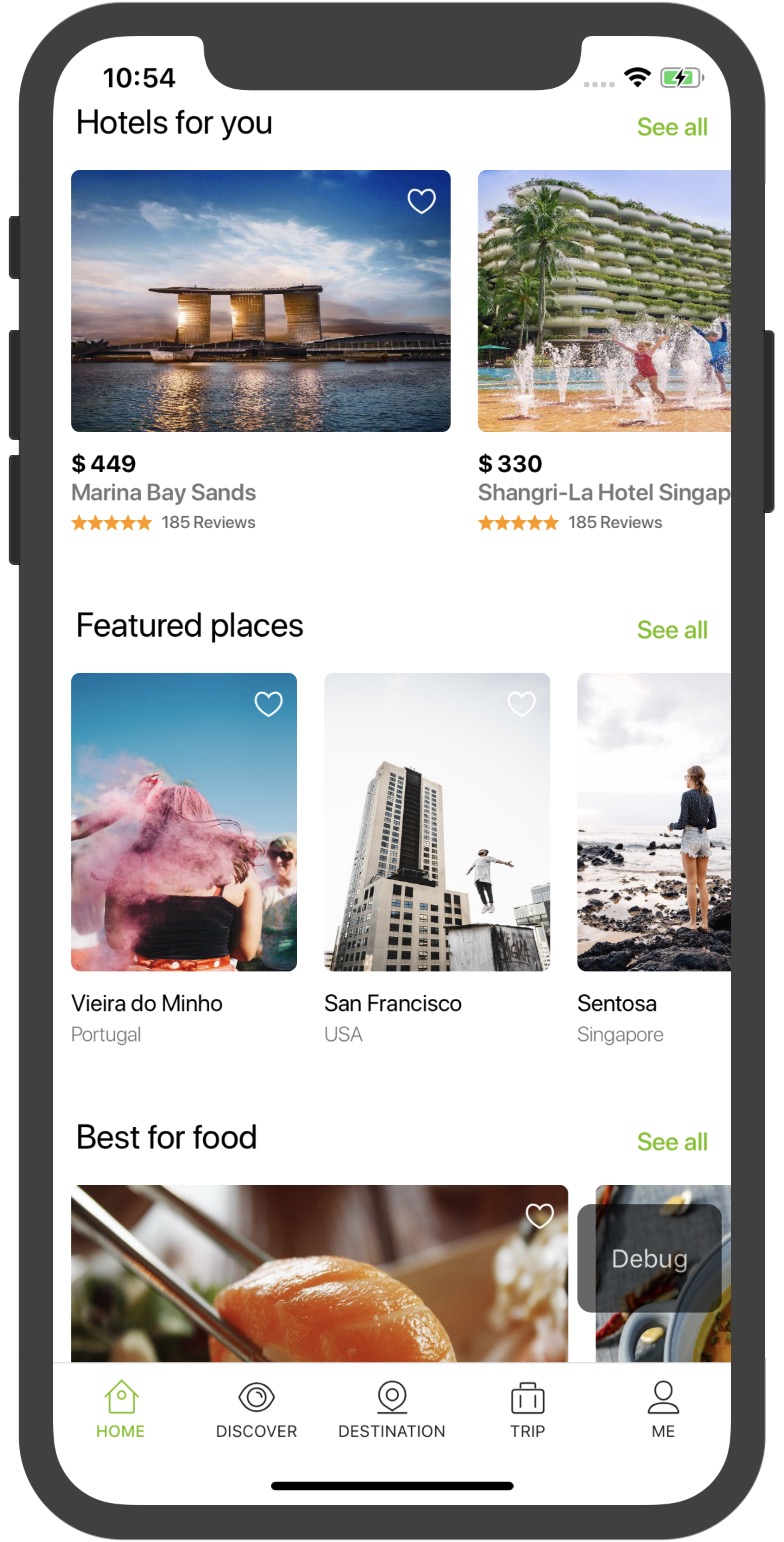 10:54
Hotels for you
See all
$ 449
Marina Bay Sands
185 Reviews
$ 330
Shangri-La Hotel Singap
185 Reviews
Featured places
See all
Vieira do Minho
Portugal
San Francisco
USA
Sentosa
Singapore
Best for food
See all
Debug
HOME
DISCOVER
DESTINATION
TRIP
ME